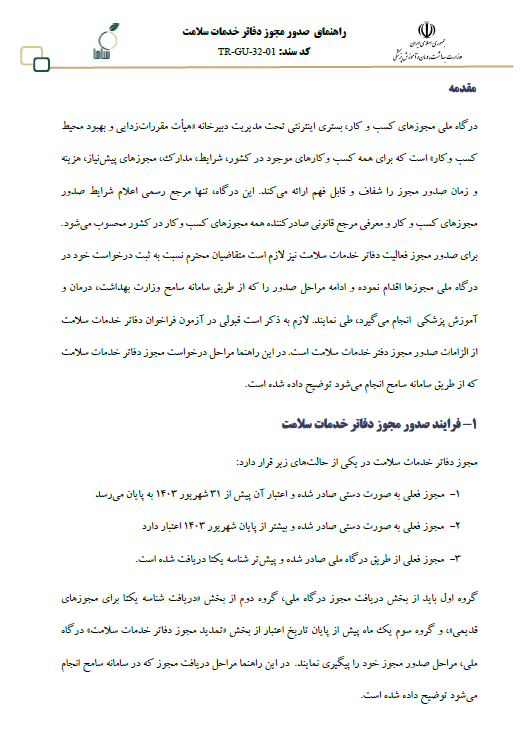 راهنمای صدور مجوز دفاتر خدمات سلامت
کد سند: TR-GU-32-01
جمهوری اسلامی ایران
وزارت بهداشت، درمان و آموزش پزشکی
ساما
مقدمه
درگاه ملی مجوزهای کسب و کار، بستری اینترنتی تحت مدیریت دبیرخانه «هیأت مقررات‌زدایی و بهبود محیط
کسب وکار» است که برای همه کسب وکارهای موجود در کشور، شرایط، مدارک، مجوزهای پیش‌نیاز، هزینه
و زمان صدور مجوز را شفاف و قابل فهم ارائه می‌کند. این درگاه، تنها مرجع رسمی اعلام شرایط صدور
مجوزهای کسب و کار و معرفی مرجع قانونی صادرکننده همه مجوزهای کسب وکار در کشور محسوب می‌شود.
برای صدور مجوز فعالیت دفاتر خدمات سلامت نیز لازم است متقاضیان محترم نسبت به ثبت درخواست خود در
درگاه ملی مجوزها اقدام نموده و ادامه مراحل صدور را که از طریق سامانه سامح وزارت بهداشت، درمان و
آموزش پزشکی انجام می‌گیرد، طی نمایند. لازم به ذکر است قبولی در آزمون فراخوان دفاتر خدمات سلامت
از الزامات صدور مجوز دفتر خدمات سلامت است. در این راهنما مراحل درخواست مجوز دفاتر خدمات سلامت
که از طریق سامانه سامح انجام می‌شود توضیح داده شده است.
۱- فرایند صدور مجوز دفاتر خدمات سلامت
مجوز دفاتر خدمات سلامت در یکی از حالت‌های زیر قرار دارد:
۱- مجوز فعلی به صورت دستی صادر شده و اعتبار آن پیش از ۳۱ شهریور ۱۴۰۳ به پایان می‌رسد
۲- مجوز فعلی به صورت دستی صادر شده و بیشتر از پایان شهریور ۱۴۰۳ اعتبار دارد
۳- مجوز فعلی از طریق درگاه ملی صادر شده و پیش‌تر شناسه یکتا دریافت شده است.
گروه اول باید از بخش دریافت مجوز درگاه ملی، گروه دوم از بخش «دریافت شناسه یکتا برای مجوزهای
قدیمی»، و گروه سوم یک ماه پیش از پایان تاریخ اعتبار از بخش «تمدید مجوز دفاتر خدمات سلامت» درگاه
ملی، مراحل صدور مجوز خود را پیگیری نمایند. در این راهنما مراحل دریافت مجوز که در سامانه سامح انجام
می‌شود توضیح داده شده است.